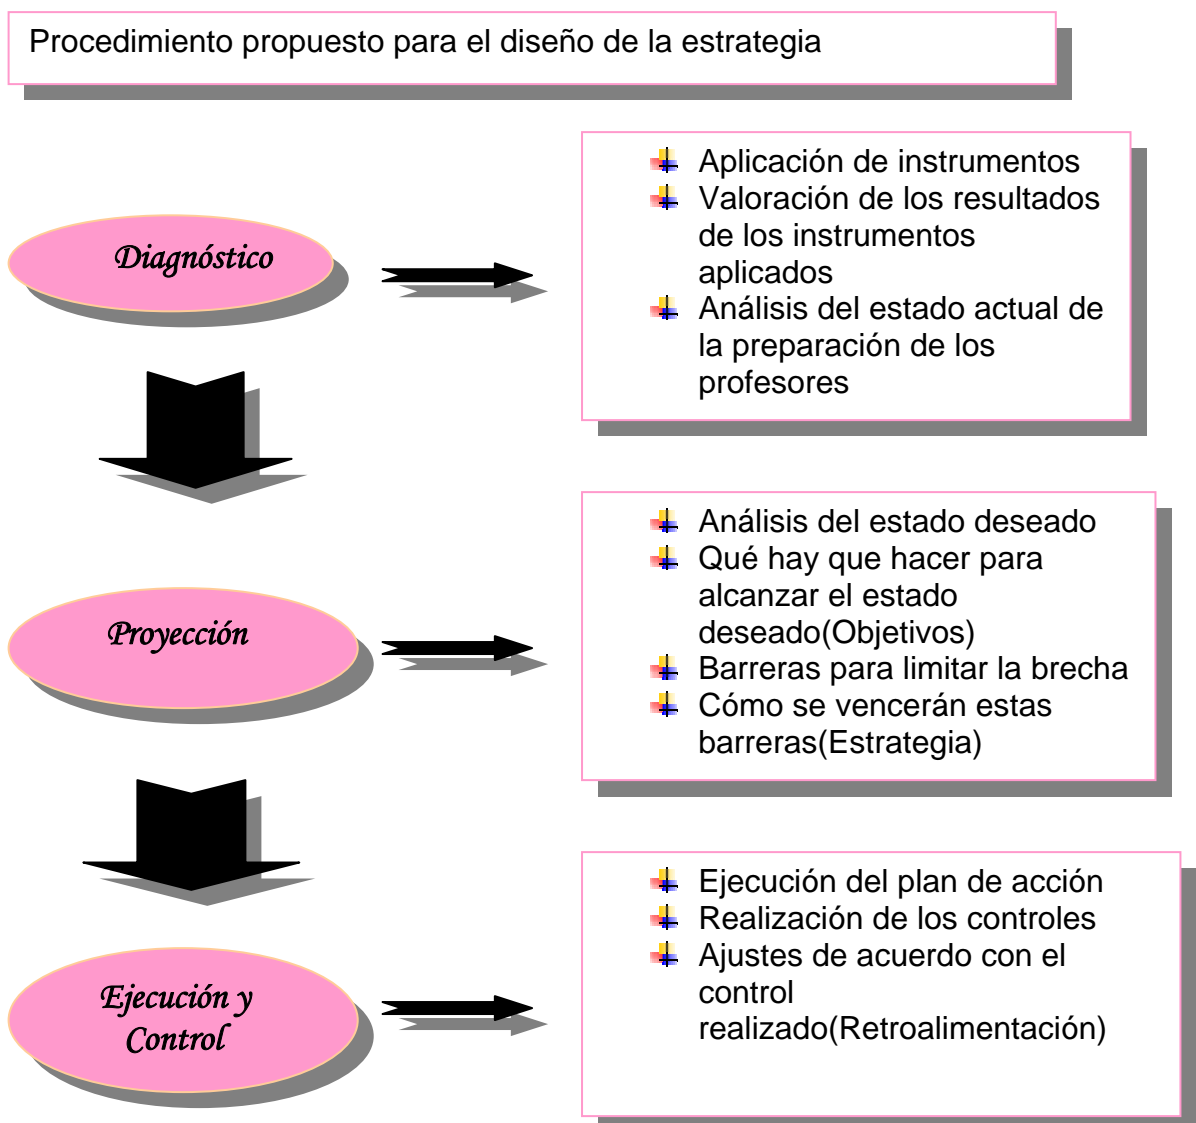 Procedimiento propuesto para el diseño de la estrategia
Diagnóstico
Aplicación de instrumentos
Valoración de los resultados
de los instrumentos
aplicados
Análisis del estado actual de
la preparación de los
profesores
Proyección
Análisis del estado deseado
Qué hay que hacer para
alcanzar el estado
deseado(Objetivos)
Barreras para limitar la brecha
Cómo se vencerán estas
barreras(Estrategia)
Ejecución y
Control
Ejecución del plan de acción
Realización de los controles
Ajustes de acuerdo con el
control
realizado(Retroalimentación)